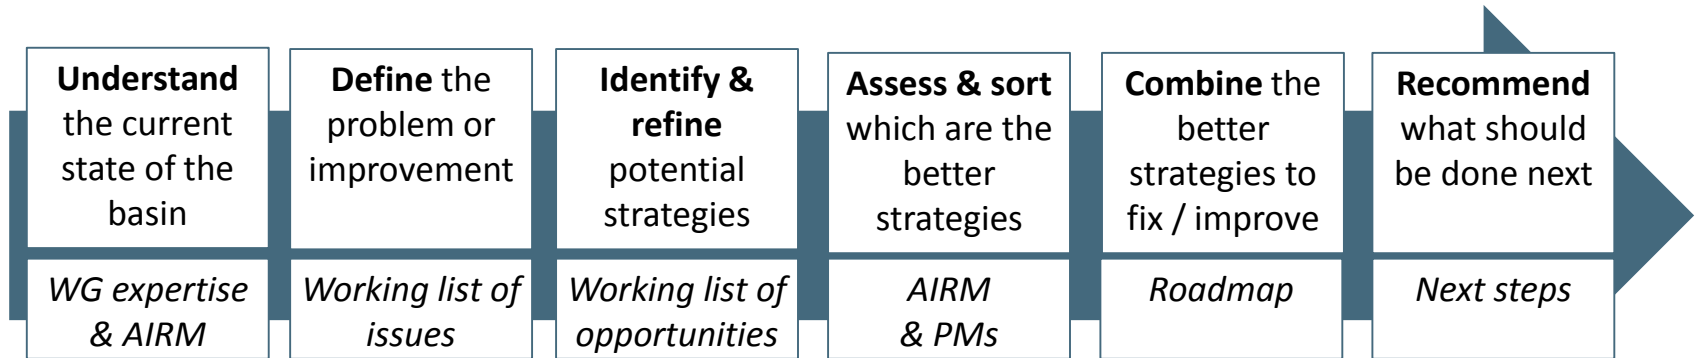 Understand
the current
state of the
basin
Define the
problem or
improvement
Identify &
refine
potential
strategies
Assess & sort
which are the
better
strategies
Combine the
better
strategies to
fix / improve
Recommend
what should
be done next
WG expertise
& AIRM
Working list of
issues
Working list of
opportunities
AIRM
& PMs
Roadmap
Next steps